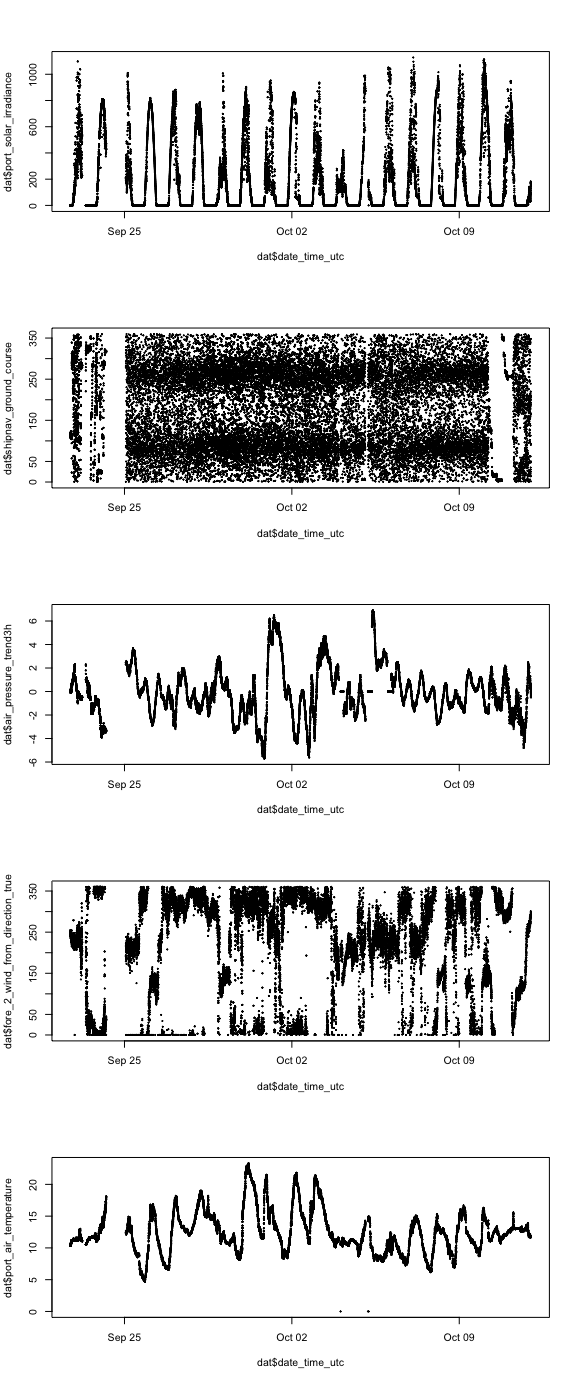 dat$port_solar_irradiance
0 200 600 1000
Sep 25 Oct 02 Oct 09
dat$date_time_utc
dat$shipnav_ground_course
0 50 150 250 350
Sep 25 Oct 02 Oct 09
dat$date_time_utc
dat$air_pressure_trend3h
-6 -4 -2 0 2 4 6
Sep 25 Oct 02 Oct 09
dat$date_time_utc
dat$fore_2_wind_from_direction_true
0 50 150 250 350
Sep 25 Oct 02 Oct 09
dat$date_time_utc
dat$port_air_temperature
0 5 10 15 20
Sep 25 Oct 02 Oct 09
dat$date_time_utc